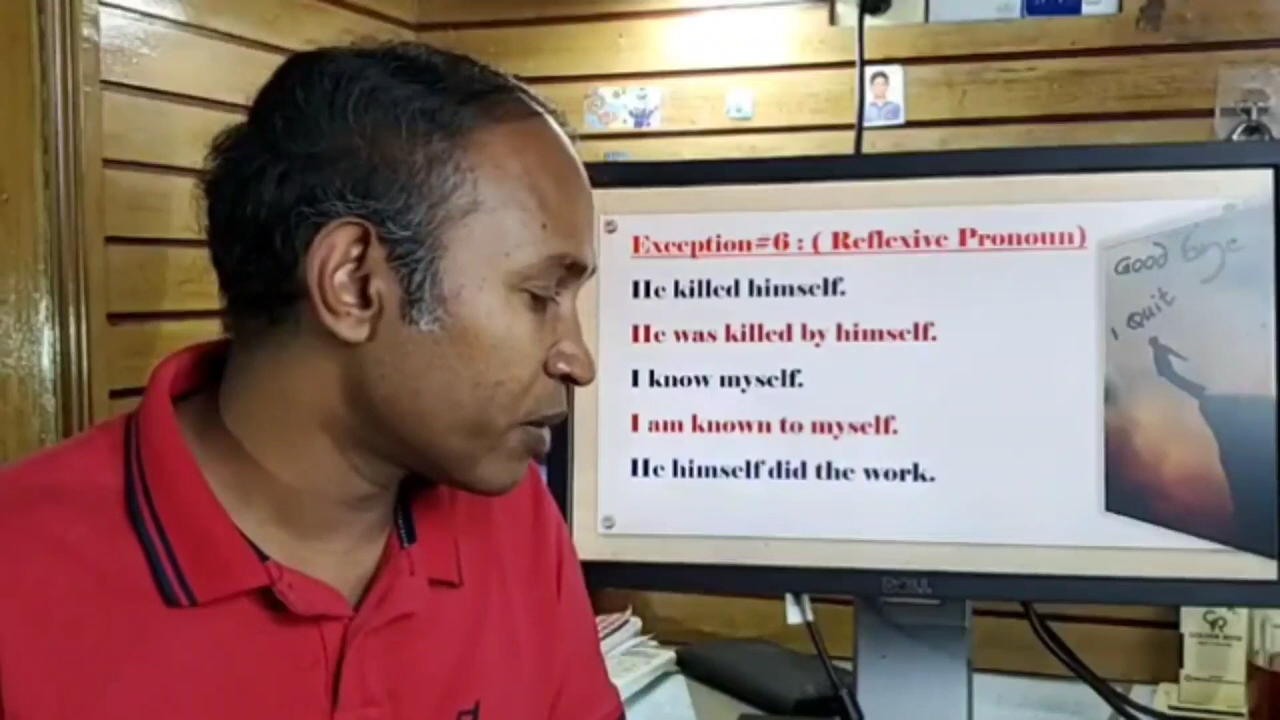 Exception#6 : ( Reflexive Pronoun)
He killed himself.
He was killed by himself.
I know myself.
I am known to myself.
He himself did the work.
Good Bye
I Quit
DELL